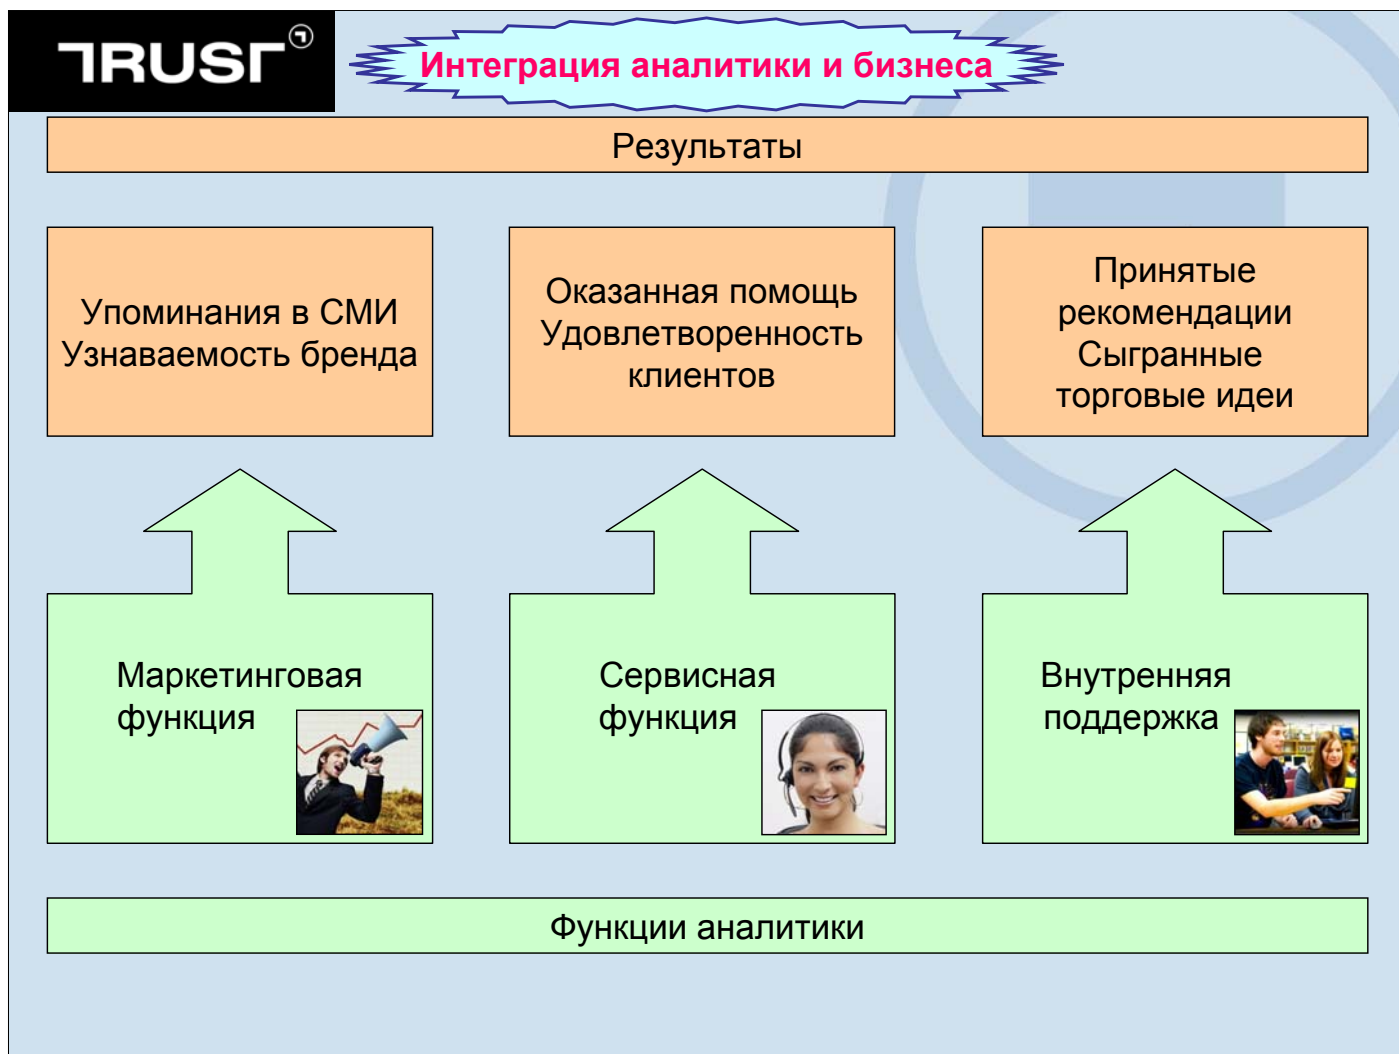 TRUST
Интеграция аналитики и бизнеса
Результаты
Упоминания в СМИ
Узнаваемость бренда
Оказанная помощь
Удовлетворенность
клиентов
Принятые
рекомендации
Сыгранные
торговые идеи
Маркетинговая
функция
Сервисная
функция
Внутренняя
поддержка
Функции аналитики